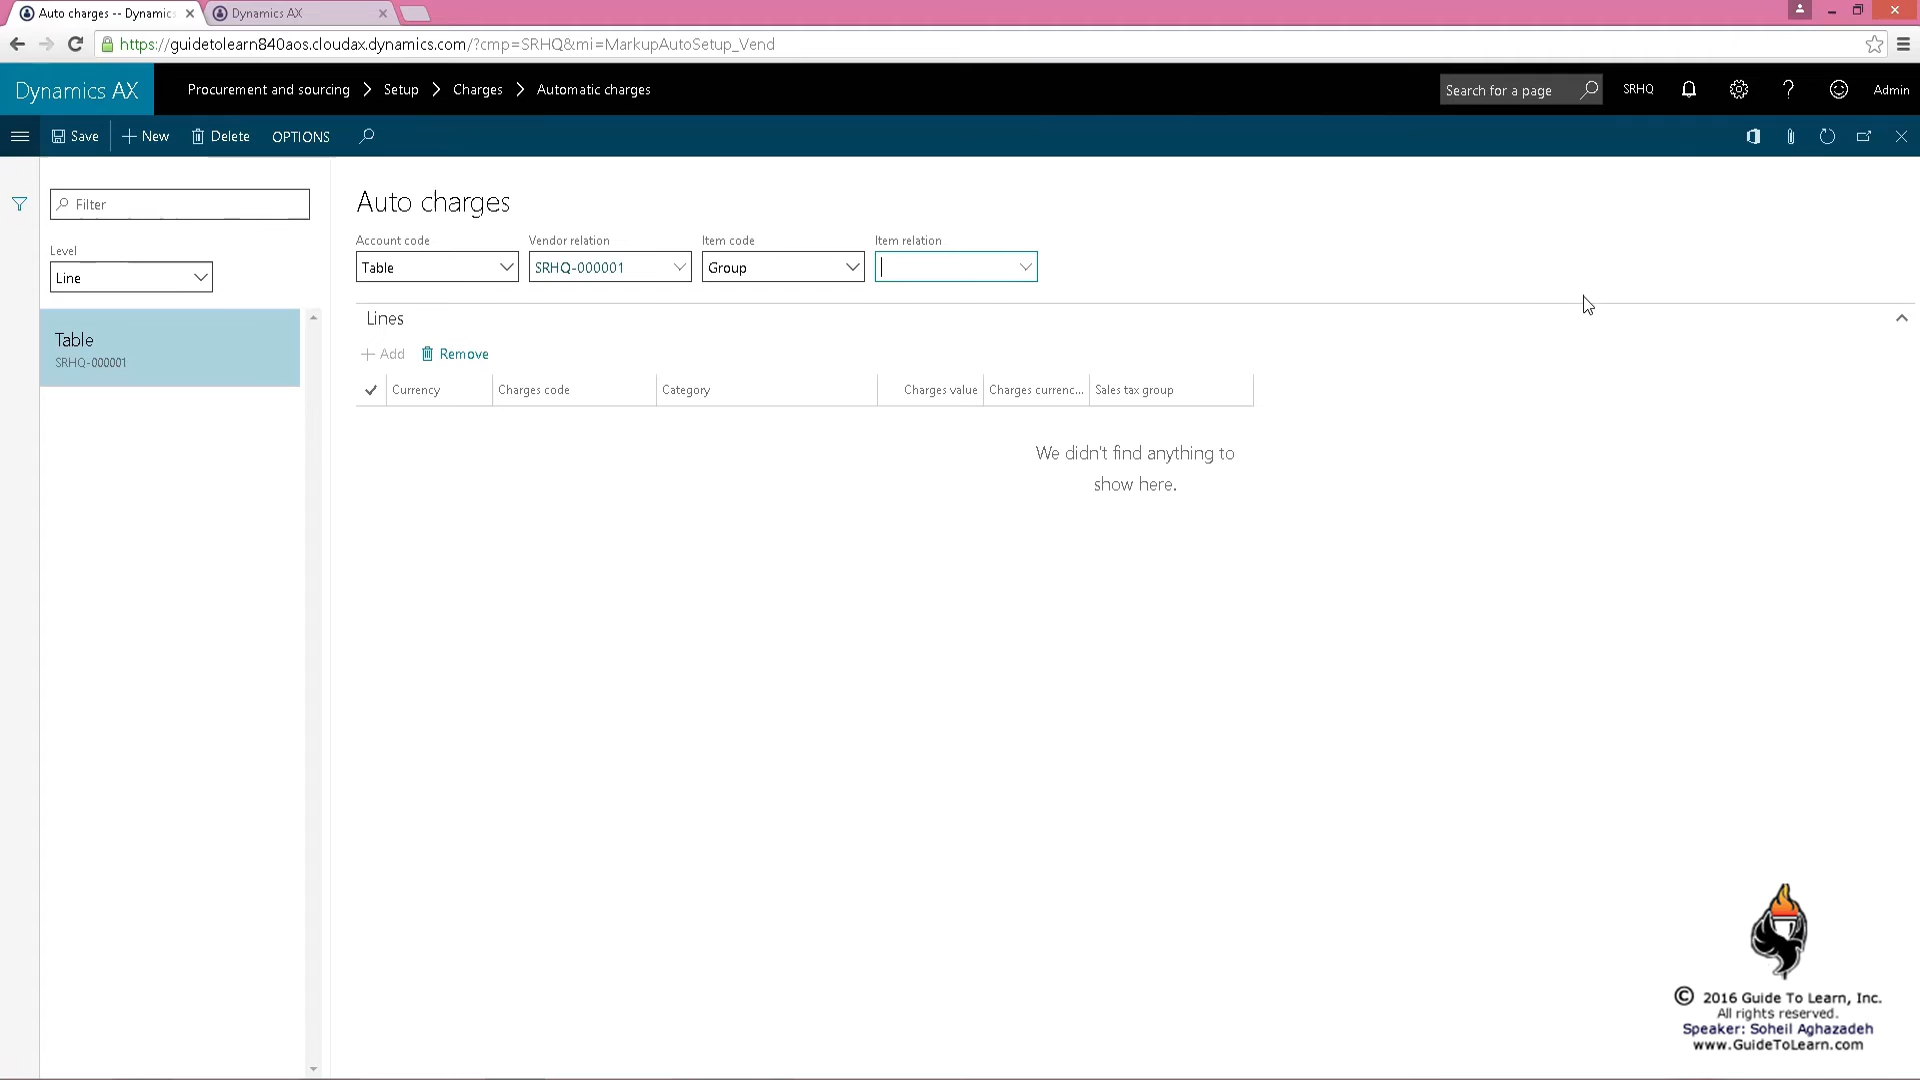 Auto charges -- Dynamics
Dynamics AX
https://guidetolearn840aos.cloudax.dynamics.com/?cmp=SRHQ&mi=MarkupAutoSetup_Vend
Dynamics AX
Procurement and sourcing > Setup > Charges > Automatic charges
Search for a page
SRHQ
?
Admin
Save
New
Delete
OPTIONS
Filter
Level
Line
Table
SRHQ-000001
Auto charges
Account code
Vendor relation
Item code
Item relation
Table
SRHQ-000001
Group
Lines
+ Add
Remove
Currency
Charges code
Category
Charges value
Charges currenc...
Sales tax group
We didn't find anything to
show here.
© 2016 Guide To Learn, Inc.
All rights reserved.
Speaker: Soheil Aghazadeh
www.GuideToLearn.com